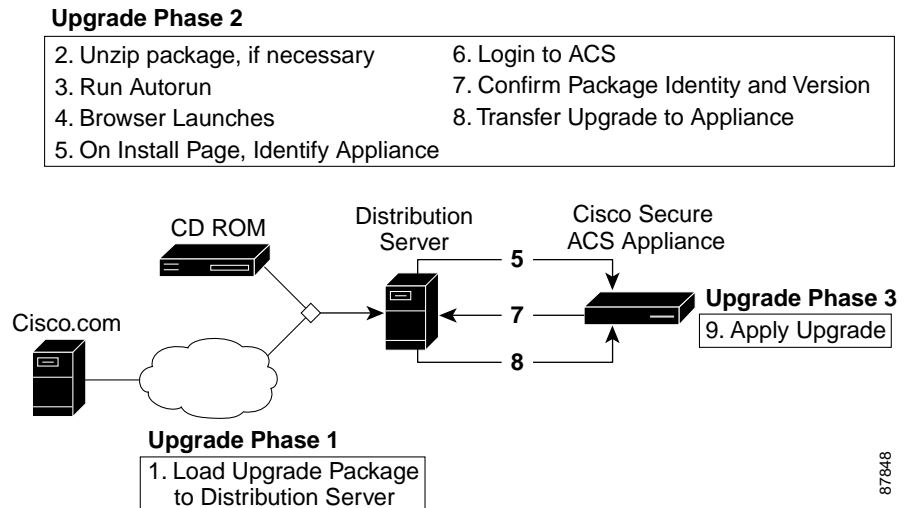 Upgrade Phase 2
2. Unzip package, if necessary
3. Run Autorun
4. Browser Launches
5. On Install Page, Identify Appliance
6. Login to ACS
7. Confirm Package Identity and Version
8. Transfer Upgrade to Appliance
CD ROM
Distribution
Server
Cisco Secure
ACS Appliance
5
7
8
Upgrade Phase 3
9. Apply Upgrade
Cisco.com
Upgrade Phase 1
1. Load Upgrade Package
to Distribution Server
87848